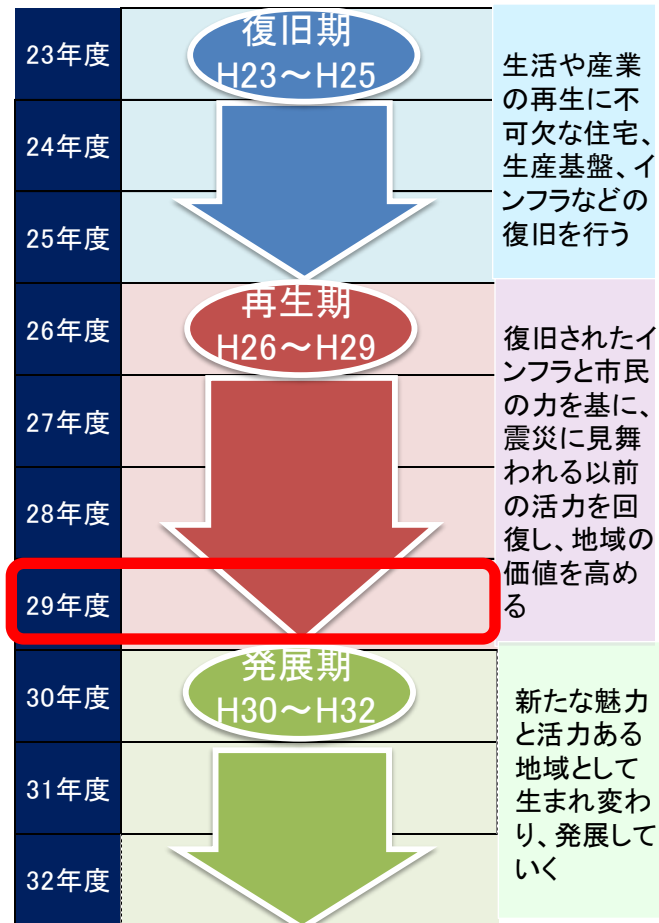 23年度
復旧期
H23～H25
24年度
25年度
生活や産業
の再生に不
可欠な住宅、
生産基盤、イ
ンフラなどの
復旧を行う
26年度
再生期
H26～H29
27年度
28年度
29年度
復旧されたイ
ンフラと市民
の力を基に、
震災に見舞
われる以前
の活力を回
復し、地域の
価値を高め
る
30年度
発展期
H30～H32
31年度
32年度
新たな魅力
と活力ある
地域として
生まれ変わ
り、発展して
いく